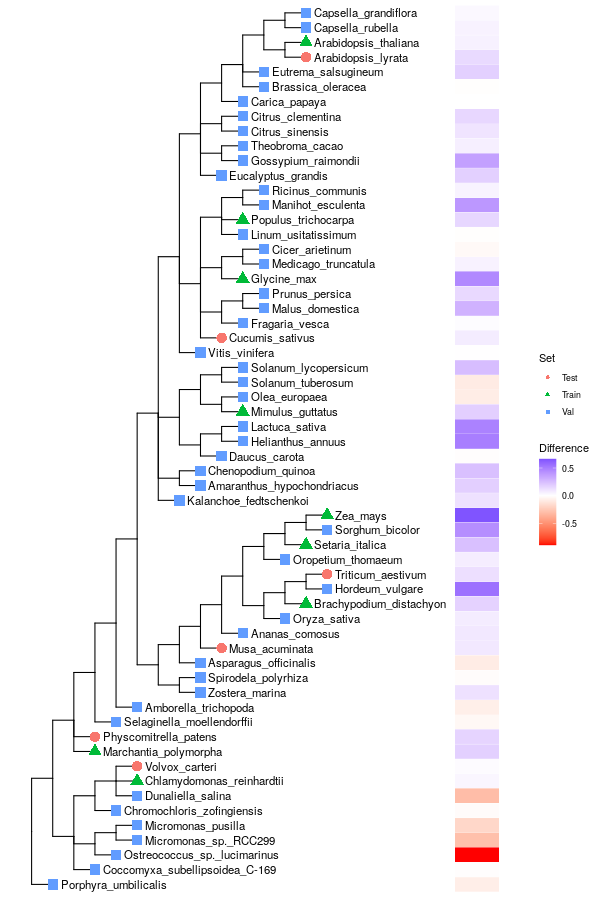 Capsella_grandiflora
Capsella_rubella
Arabidopsis_thaliana
Arabidopsis_lyrata
Eutrema_salsugineum
Brassica_oleracea
Carica_papaya
Citrus_clementina
Citrus_sinensis
Theobroma_cacao
Gossypium_raimondii
Eucalyptus_grandis
Ricinus_communis
Manihot_esculenta
Populus_trichocarpa
Linum_usitatissimum
Cicer_arietinum
Medicago_truncatula
Glycine_max
Prunus_persica
Malus_domestica
Fragaria_vesca
Cucumis_sativus
Vitis_vinifera
Solanum_lycopersicum
Solanum_tuberosum
Olea_europaea
Mimulus_guttatus
Lactuca_sativa
Helianthus_annuus
Daucus_carota
Chenopodium_quinoa
Amaranthus_hypochondriacus
Kalanchoe_fedtschenkoi
Zea_mays
Sorghum_bicolor
Setaria_italica
Oropetium_thomaeum
Triticum_aestivum
Hordeum_vulgare
Brachypodium_distachyon
Oryza_sativa
Ananas_comosus
Musa_acuminata
Asparagus_officinalis
Spirodela_polyrhiza
Zostera_marina
Amborella_trichopoda
Selaginella_moellendorffii
Physcomitrella_patens
Marchantia_polymorpha
Volvox_carteri
Chlamydomonas_reinhardtii
Dunaliella_salina
Chromochloris_zofingiensis
Micromonas_pusilla
Micromonas_sp._RCC299
Ostreococcus_sp._lucimarinus
Coccomyxa_subellipsoidea_C-169
Porphyra_umbilicalis
Set
Test
Train
Val
Difference
0.5
0.0
-0.5